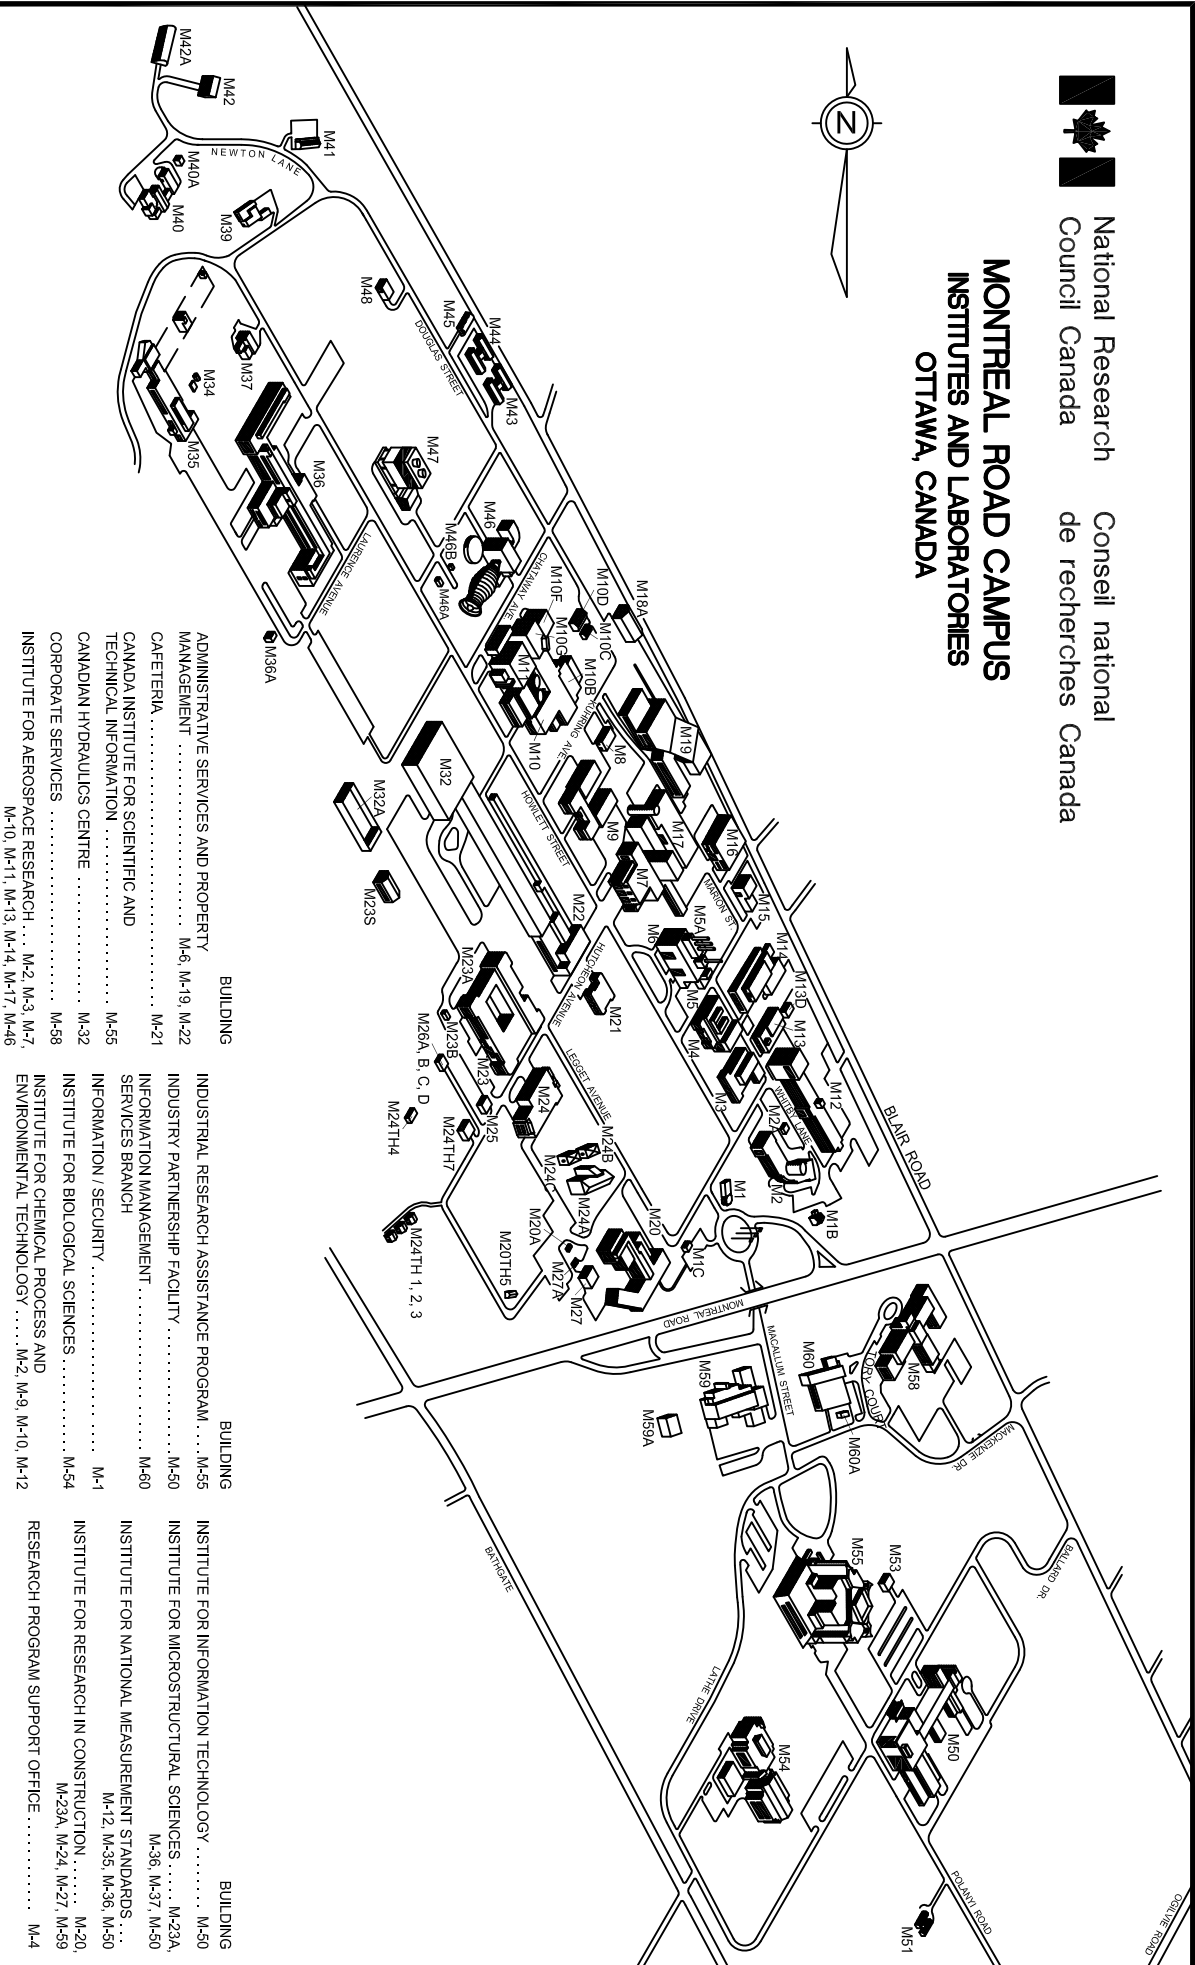 National Research
Council Canada
Conseil national
de recherches Canada
MONTREAL ROAD CAMPUS
INSTITUTES AND LABORATORIES
OTTAWA, CANADA
N
M42A
M42
M41
NEWTON LANE
M40A
M40
M39
M48
M45
M44
M43
DOUGLAS STREET
M37
M34
M35
M36
M47
M46
M46B
M46A
CHATAWAY AVE.
LAURENCE AVENUE
M36A
M10F
M10D
M10C
M18A
M10G
M10B
M11
M10
KUHRING AVE.
M8
M19
M32
M32A
M23S
HOWLETT STREET
M9
M17
M16
M7
MARION ST.
M15
M22
M6
M5A
M5
M14
M13D
M13
M4
M3
HUTCHEON AVENUE
M21
M23A
M23B
M23
M26A, B, C, D
M25
M24
LEGGET AVENUE
M24TH4
M24TH7
M24B
M24C
M24A
M12
WHITBY LANE
M2A
M2
M1
M1B
M1C
BLAIR ROAD
M20
M20A
M27A
M27
M20TH5
M24TH 1, 2, 3
MONTREAL ROAD
MACALLUM STREET
M60
M60A
M58
TORY COURT
MACKENZIE DR.
M59
M59A
BATHGATE
BALLARD DR.
M53
M55
LATHE DRIVE
M54
M50
POLANYI ROAD
M51
OGILVIE ROAD
BUILDING
ADMINISTRATIVE SERVICES AND PROPERTY
MANAGEMENT .................... M-6, M-19, M-22
CAFETERIA .................... M-21
CANADA INSTITUTE FOR SCIENTIFIC AND
TECHNICAL INFORMATION .................... M-55
CANADIAN HYDRAULICS CENTRE .................... M-32
CORPORATE SERVICES .................... M-58
INSTITUTE FOR AEROSPACE RESEARCH ... M-2, M-3, M-7,
M-10, M-11, M-13, M-14, M-17, M-46
BUILDING
INDUSTRIAL RESEARCH ASSISTANCE PROGRAM .... M-55
INDUSTRY PARTNERSHIP FACILITY .................... M-50
INFORMATION MANAGEMENT .................... M-60
SERVICES BRANCH
INFORMATION / SECURITY .................... M-1
INSTITUTE FOR BIOLOGICAL SCIENCES .................... M-54
INSTITUTE FOR CHEMICAL PROCESS AND
ENVIRONMENTAL TECHNOLOGY ..... M-2, M-9, M-10, M-12
BUILDING
INSTITUTE FOR INFORMATION TECHNOLOGY ........ M-50
INSTITUTE FOR MICROSTRUCTURAL SCIENCES ..... M-23A,
M-36, M-37, M-50
INSTITUTE FOR NATIONAL MEASUREMENT STANDARDS ...
M-12, M-35, M-36, M-50
INSTITUTE FOR RESEARCH IN CONSTRUCTION ...... M-20,
M-23A, M-24, M-27, M-59
RESEARCH PROGRAM SUPPORT OFFICE .......... M-4